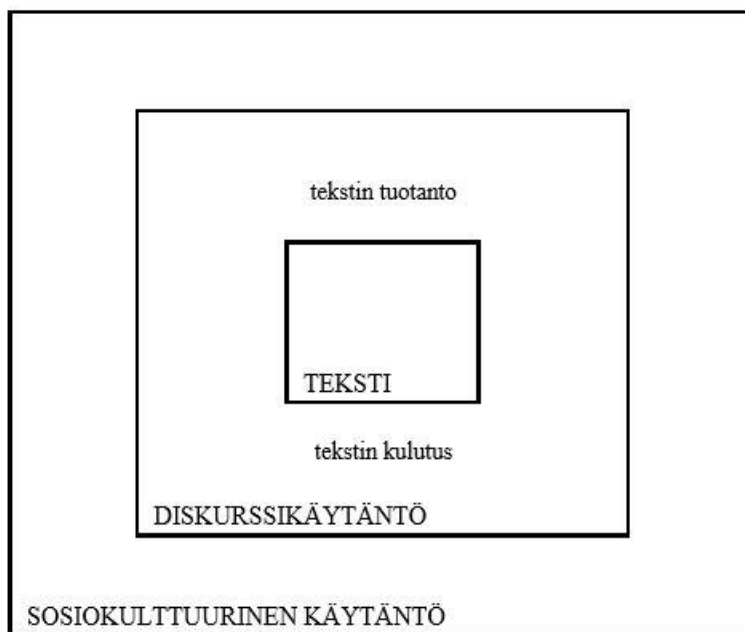 tekstin tuotanto
TEKSTI
tekstin kulutus
DISKURSSIKÄYTÄNTÖ
SOSIOKULTTUURINEN KÄYTÄNTÖ